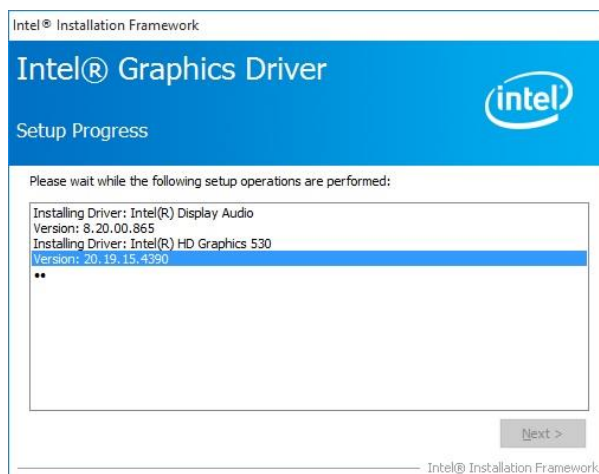 Intel® Installation Framework
Intel® Graphics Driver
intel
Setup Progress
Please wait while the following setup operations are performed:
Installing Driver: Intel(R) Display Audio
Version: 8.20.00.865
Installing Driver: Intel(R) HD Graphics 530
Version: 20.19.15.4390
••
Next >
Intel® Installation Framework